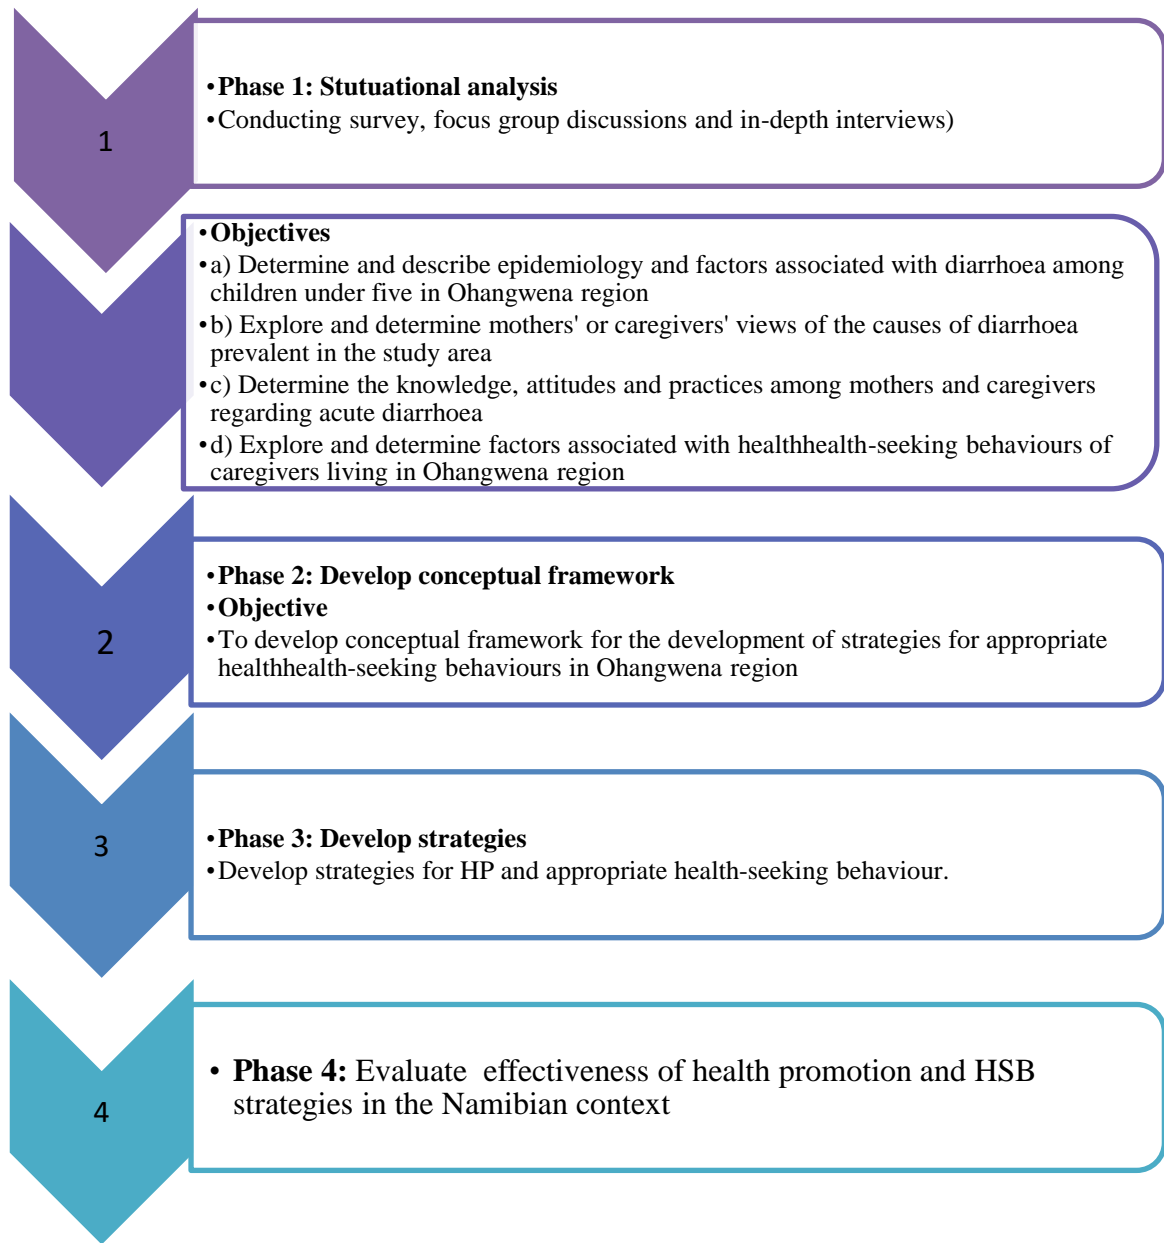 1
•Phase 1: Stutuational analysis
•Conducting survey, focus group discussions and in-depth interviews)
•Objectives
•a) Determine and describe epidemiology and factors associated with diarrhoea among
children under five in Ohangwena region
•b) Explore and determine mothers' or caregivers' views of the causes of diarrhoea
prevalent in the study area
•c) Determine the knowledge, attitudes and practices among mothers and caregivers
regarding acute diarrhoea
•d) Explore and determine factors associated with healthhealth-seeking behaviours of
caregivers living in Ohangwena region
2
•Phase 2: Develop conceptual framework
•Objective
•To develop conceptual framework for the development of strategies for appropriate
healthhealth-seeking behaviours in Ohangwena region
3
•Phase 3: Develop strategies
•Develop strategies for HP and appropriate health-seeking behaviour.
4
• Phase 4: Evaluate effectiveness of health promotion and HSB
strategies in the Namibian context